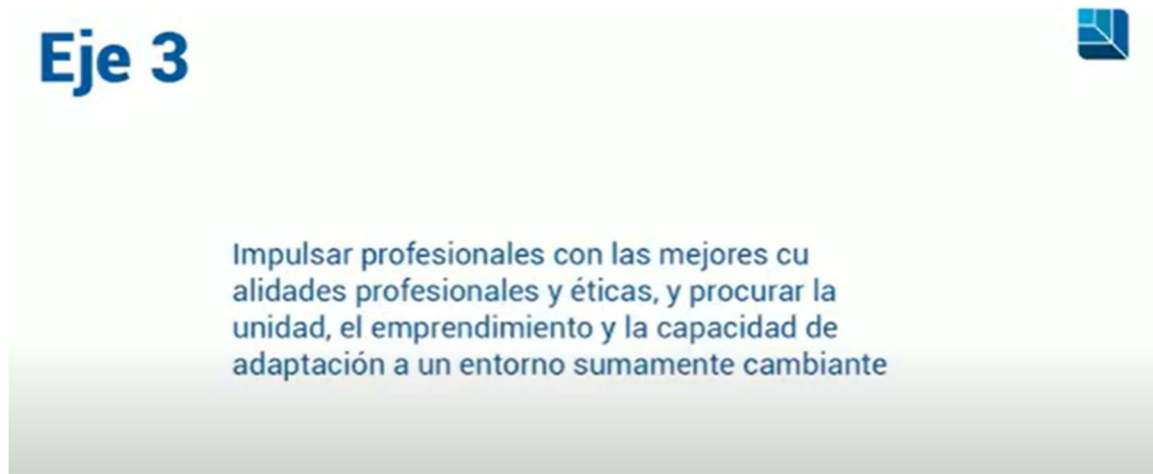 Eje 3
Impulsar profesionales con las mejores cu
alidades profesionales y éticas, y procurar la
unidad, el emprendimiento y la capacidad de
adaptación a un entorno sumamente cambiante